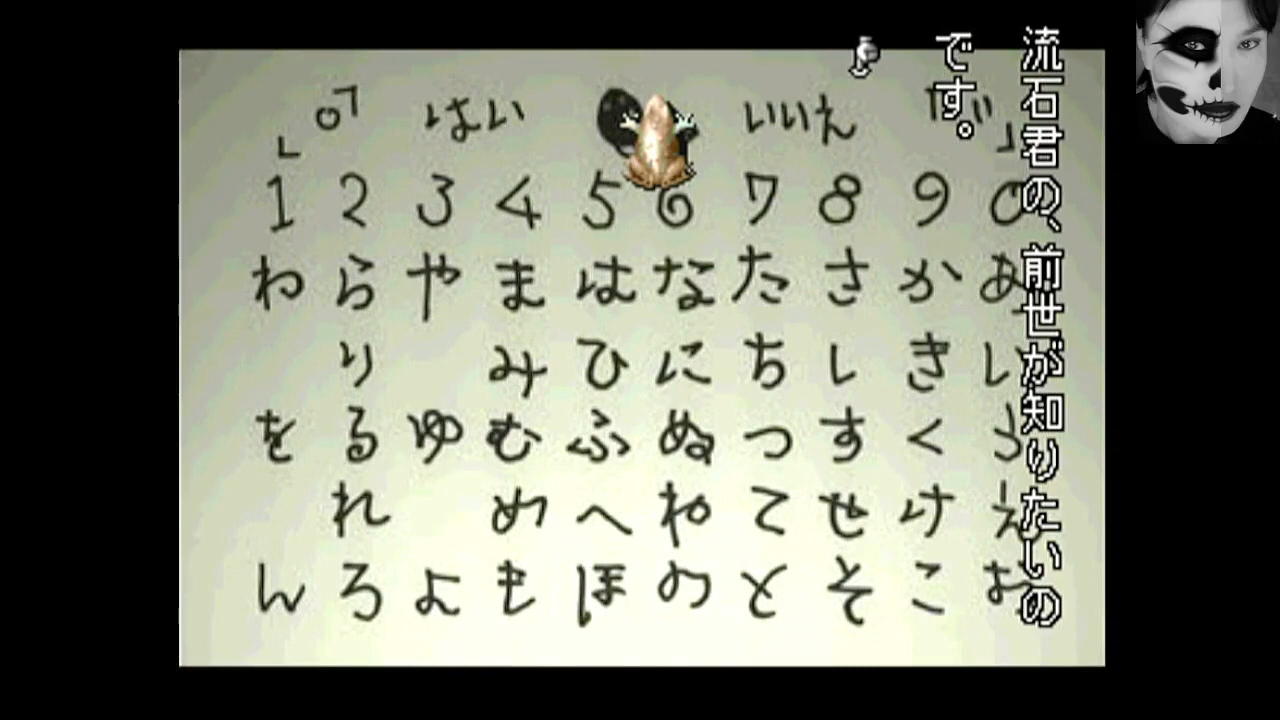 流石君の、前世が知りたいの
です。
はい
いいえ
「゛」
「゜」
1 2 3 4 5 6 7 8 9 0
わ ら や ま は な た さ か あ
り み ひ に ち し き い
を る ゆ む ふ ぬ つ す く う
れ め へ ね て せ け え
ん ろ よ も ほ の と そ こ お